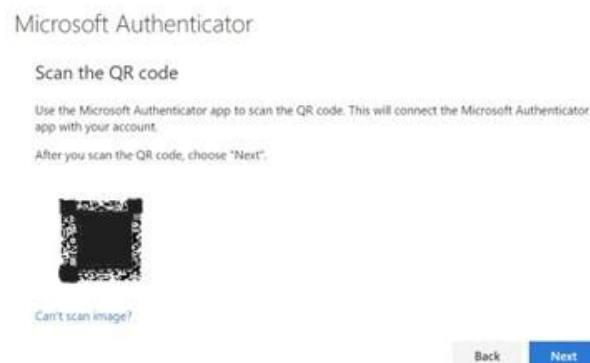 Microsoft Authenticator
Scan the QR code
Use the Microsoft Authenticator app to scan the QR code. This will connect the Microsoft Authenticator
app with your account.
After you scan the QR code, choose "Next".
Can't scan image?
Back Next